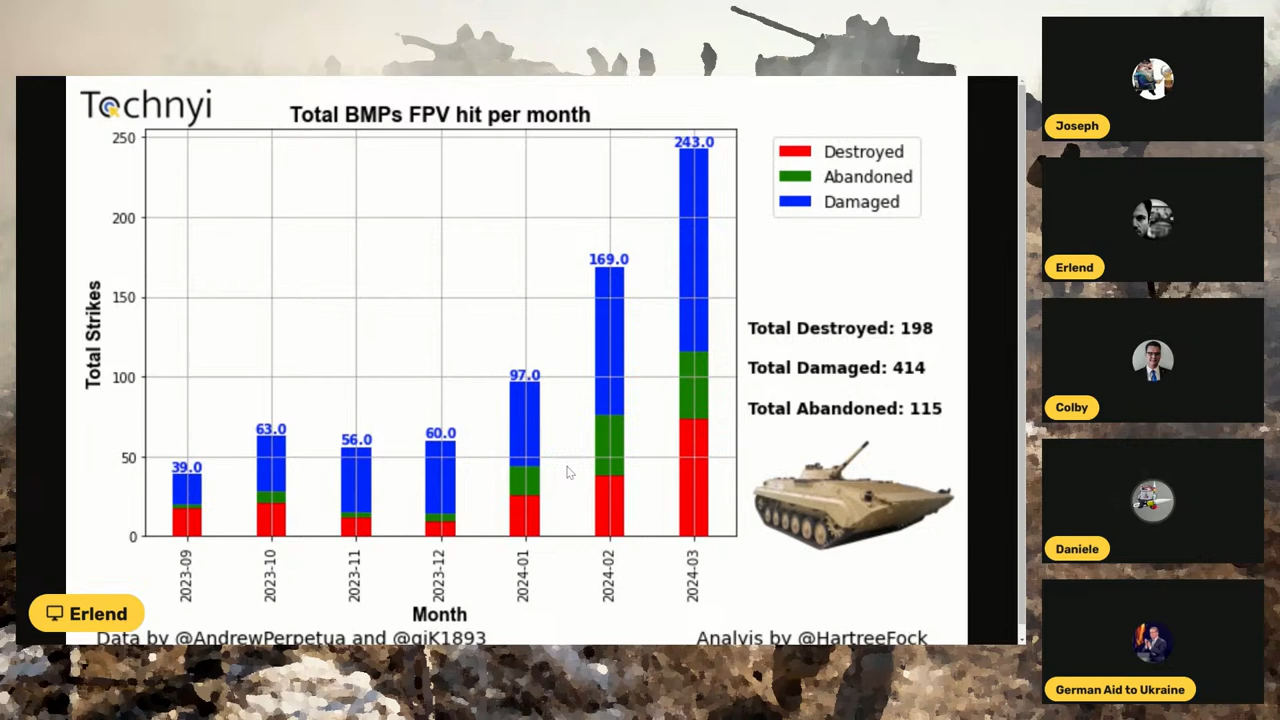 Tochnyi
Total BMPs FPV hit per month
250
200
150
100
50
0
Total Strikes
39.0
63.0
56.0
60.0
97.0
169.0
243.0
2023-09
2023-10
2023-11
2023-12
2024-01
2024-02
2024-03
Month
Destroyed
Abandoned
Damaged
Total Destroyed: 198
Total Damaged: 414
Total Abandoned: 115
Data by @AndrewPerpetua and @giK1893
Analyis by @HartreeFock
Erlend
Joseph
Erlend
Colby
Daniele
German Aid to Ukraine